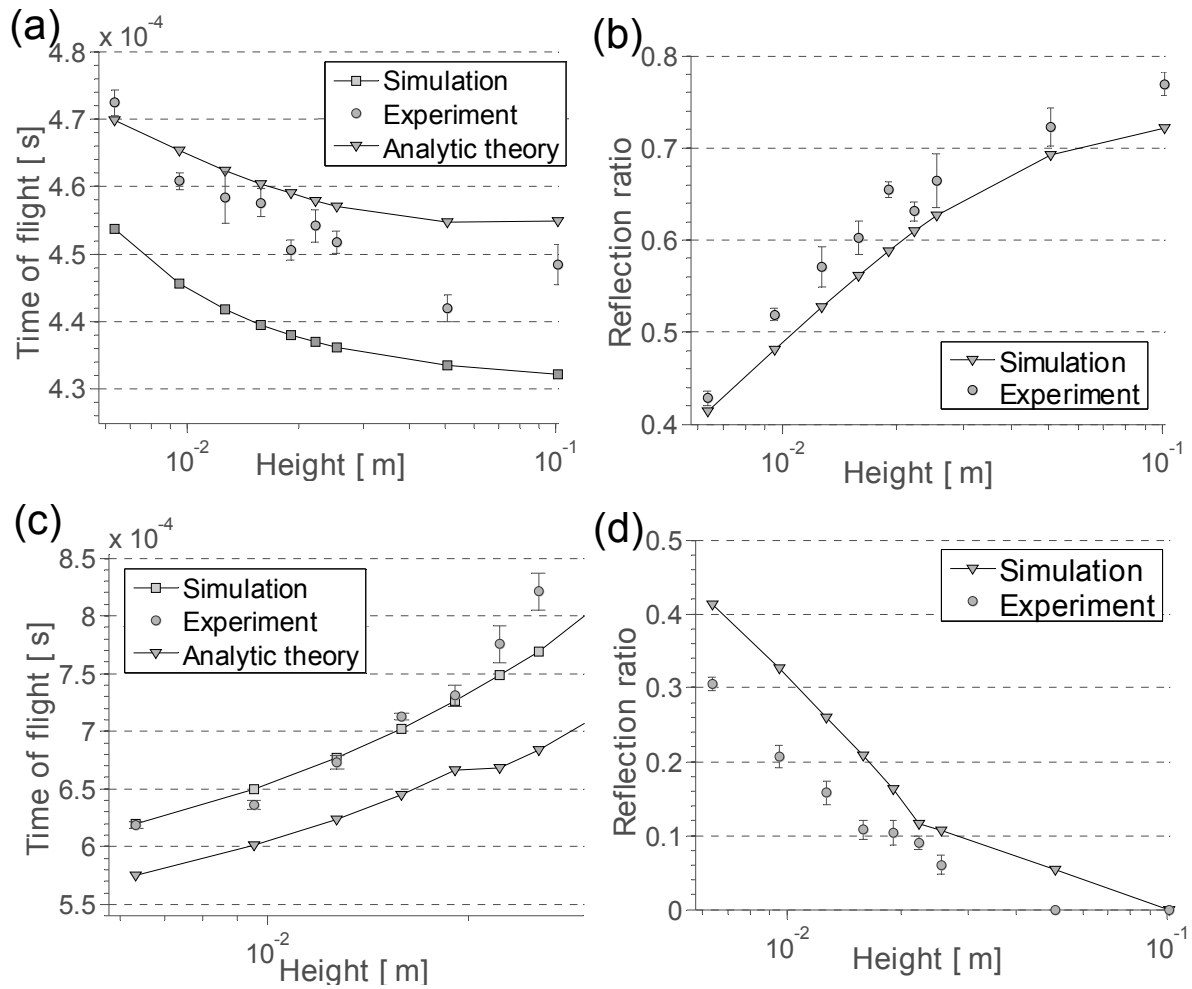 (a)
x 10-4
4.8
4.7
4.6
4.5
4.4
4.3
Time of flight [ s]
10-2
10-1
Height [ m]
Simulation
Experiment
Analytic theory
(b)
0.8
0.7
0.6
0.5
0.4
Reflection ratio
10-2
10-1
Height [ m]
Simulation
Experiment
(c)
x 10-4
8.5
8
7.5
7
6.5
6
5.5
Time of flight [ s]
10-2
Height [ m]
Simulation
Experiment
Analytic theory
(d)
0.5
0.4
0.3
0.2
0.1
0
Reflection ratio
10-2
10-1
Height [ m]
Simulation
Experiment